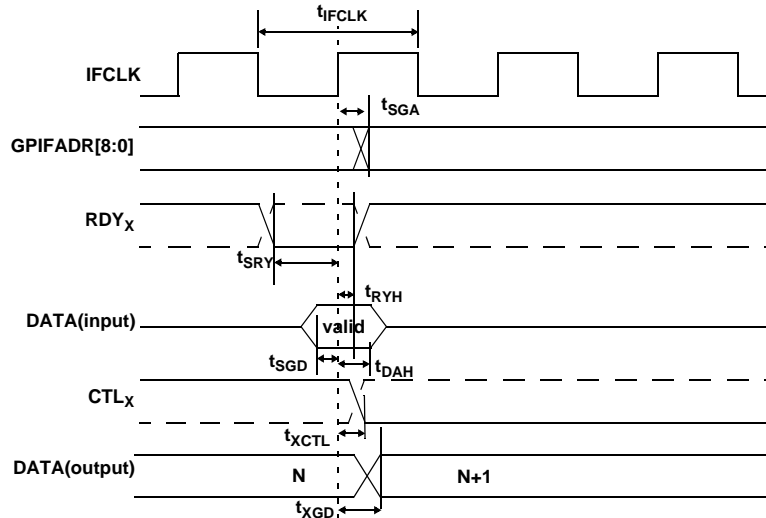 tIFCLK
IFCLK
tSGA
GPIFADR[8:0]
RDYX
tSRY
tRYH
DATA(input)
valid
tSGD
tDAH
CTLX
tXCTL
DATA(output)
N
N+1
tXGD